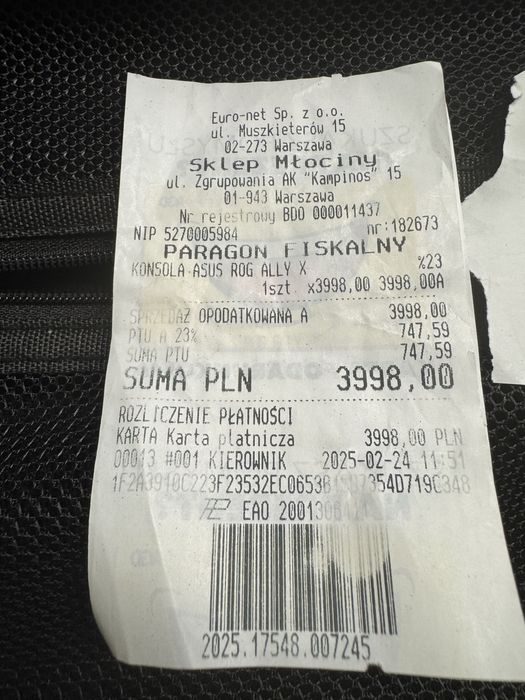 Euro-net Sp. z o.o.
ul. Muszkieterów 15
02-273 Warszawa
Sklep Młociny
ul. Zgrupowania AK "Kampinos" 15
01-943 Warszawa
Nr rejestrowy BDO 000011437
NIP 5270005984 nr:182673
PARAGON FISKALNY
KONSOLA ASUS ROG ALLY X %23
1szt. x3998,00 3998,00A
SPRZEDAŻ OPODATKOWANA A 3998,00
PTU A 23% 747,59
SUMA PTU 747,59
SUMA PLN 3998,00
ROZLICZENIE PŁATNOŚCI
KARTA Karta płatnicza 3998,00 PLN
00013 #001 KIEROWNIK 2025-02-24 11:51
EAO
2025.17548.007245